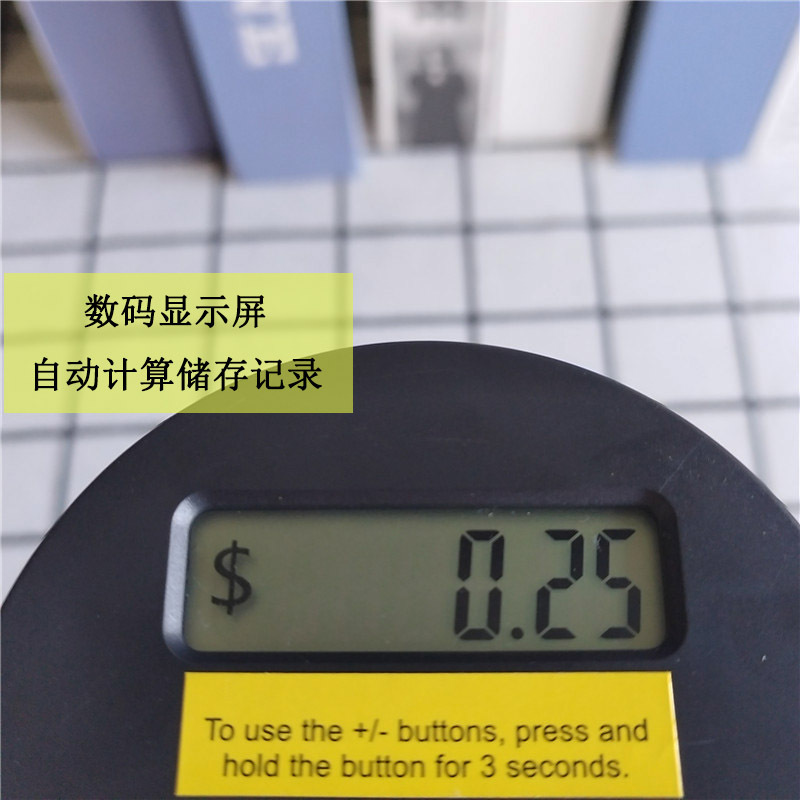 数码显示屏
自动计算储存记录
$ 0.25
To use the +/- buttons, press and
hold the button for 3 seconds.